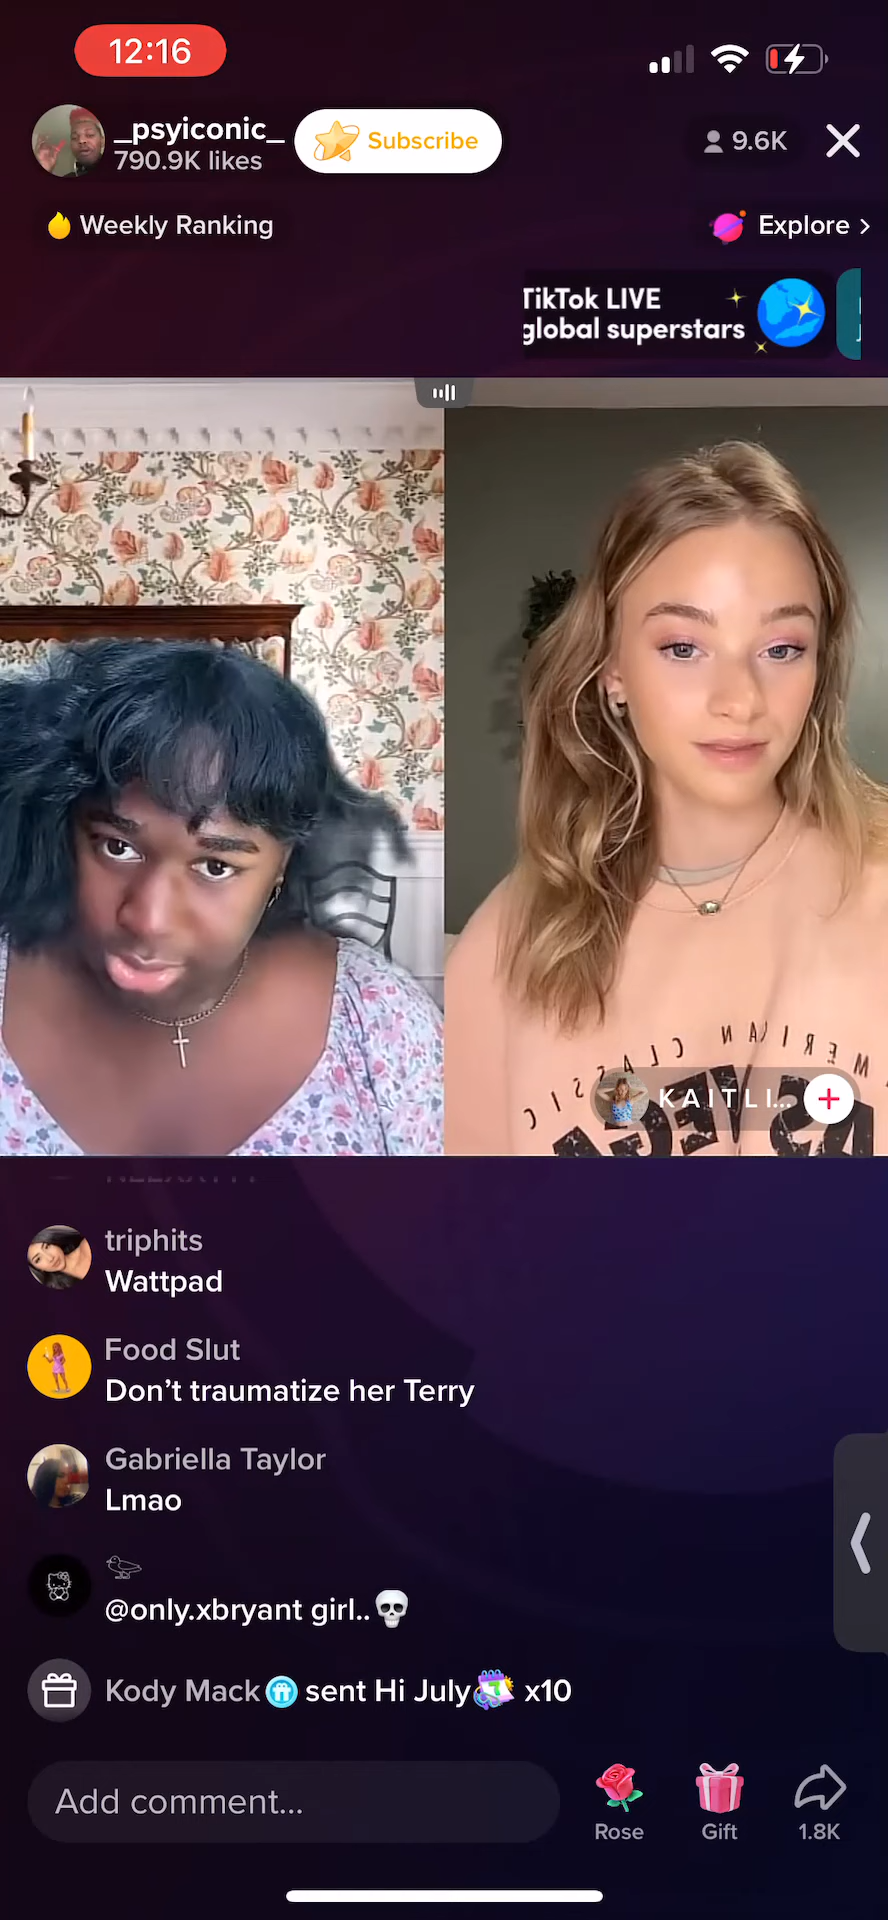 12:16
_psyiconic_
790.9K likes
Subscribe
9.6K
Weekly Ranking
Explore >
TikTok LIVE
global superstars
K A I T L I...
triphits
Wattpad
Food Slut
Don't traumatize her Terry
Gabriella Taylor
Lmao
@only.xbryant girl..💀
Kody Mack sent Hi July x10
Add comment...
Rose
Gift
1.8K